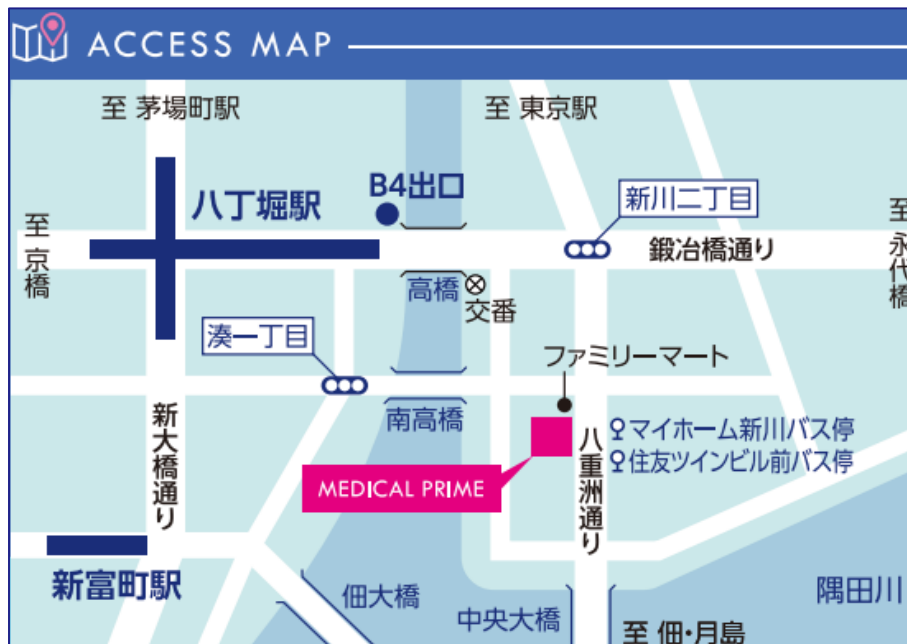 ACCESS MAP
至 茅場町駅
至 東京駅
八丁堀駅
B4出口
新川二丁目
至 京橋
鍛冶橋通り
至 永代橋
高橋
交番
湊一丁目
ファミリーマート
南高橋
新大橋通り
八重洲通り
マイホーム新川バス停
住友ツインビル前バス停
MEDICAL PRIME
新富町駅
佃大橋
中央大橋
隅田川
至 佃・月島